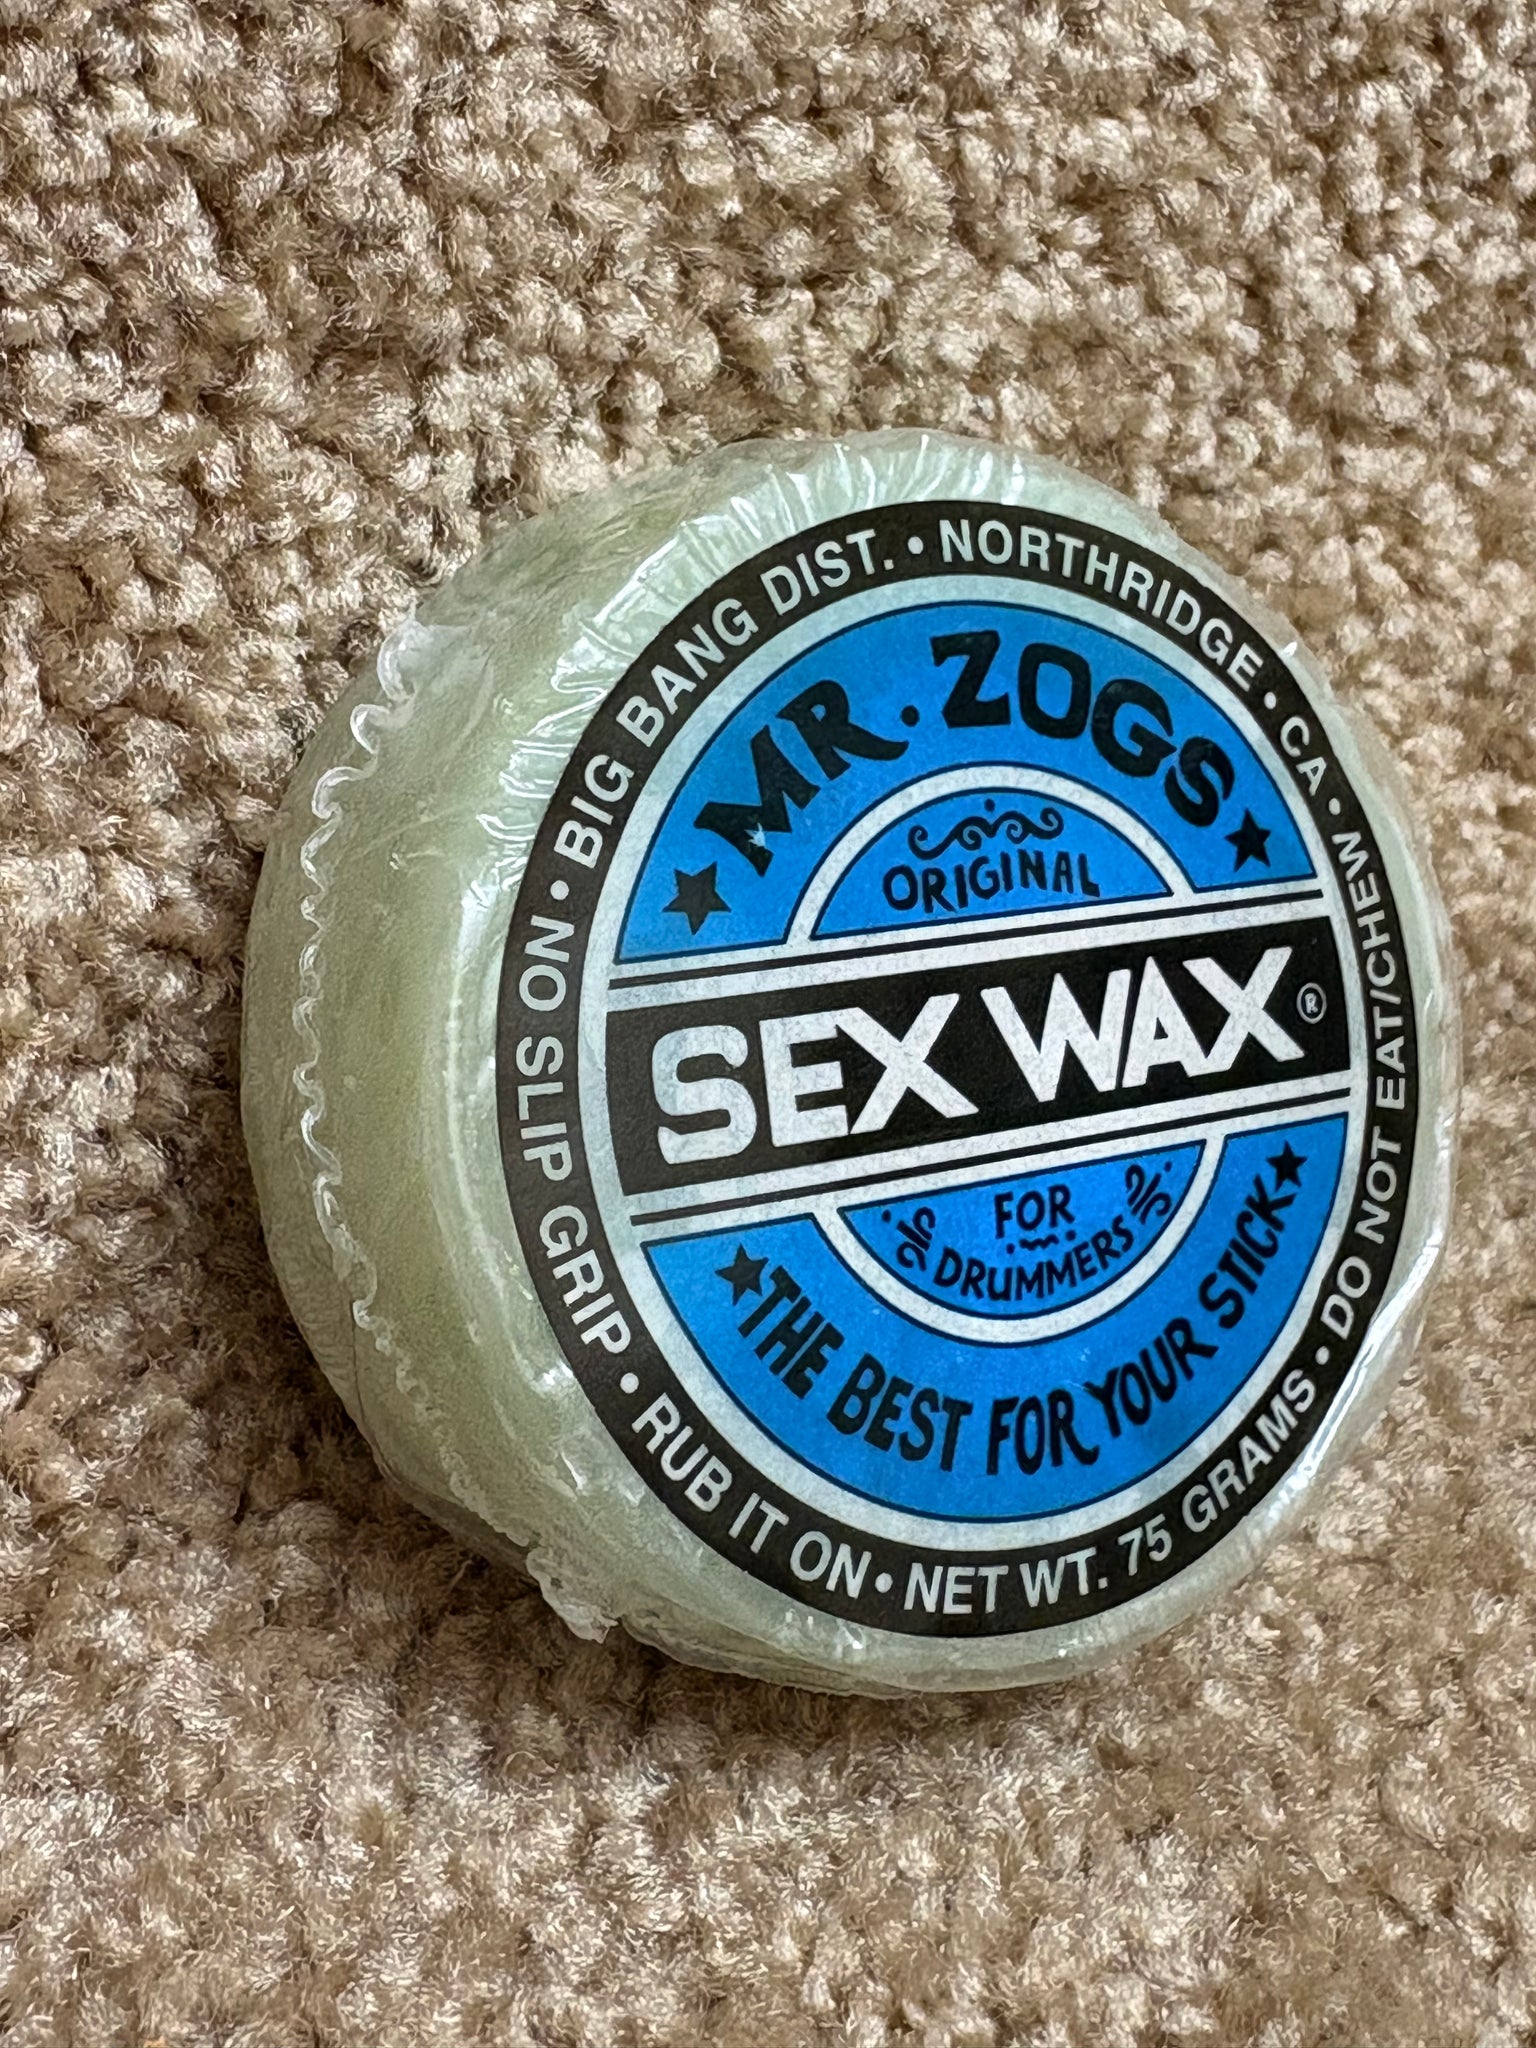 BIG BANG DIST. • NORTHRIDGE • CA •
MR. ZOGS
ORIGINAL
SEX WAX®
FOR
DRUMMERS
THE BEST FOR YOUR STICK
NO SLIP GRIP • RUB IT ON • NET WT. 75 GRAMS • DO NOT EAT/CHEW